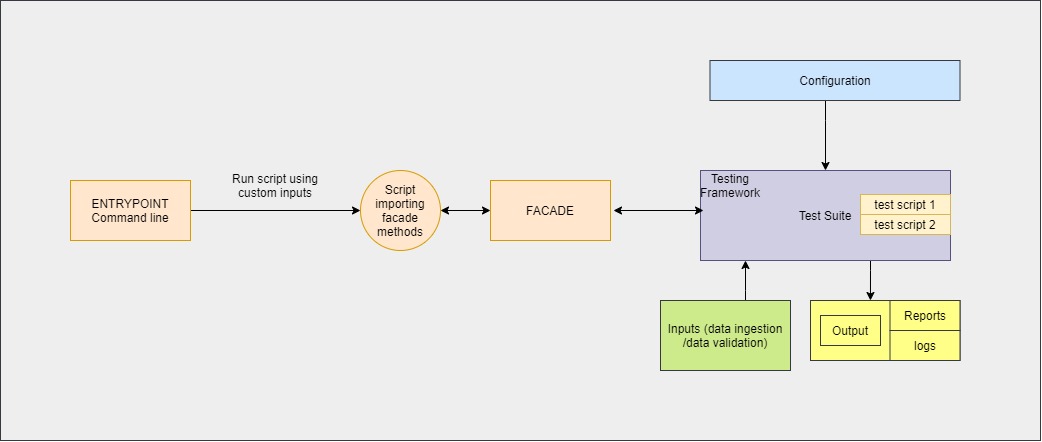 Configuration
ENTRYPOINT
Command line
Run script using
custom inputs
Script
importing
facade
methods
FACADE
Testing
Framework
Test Suite
test script 1
test script 2
Inputs (data ingestion
/data validation)
Output
Reports
logs